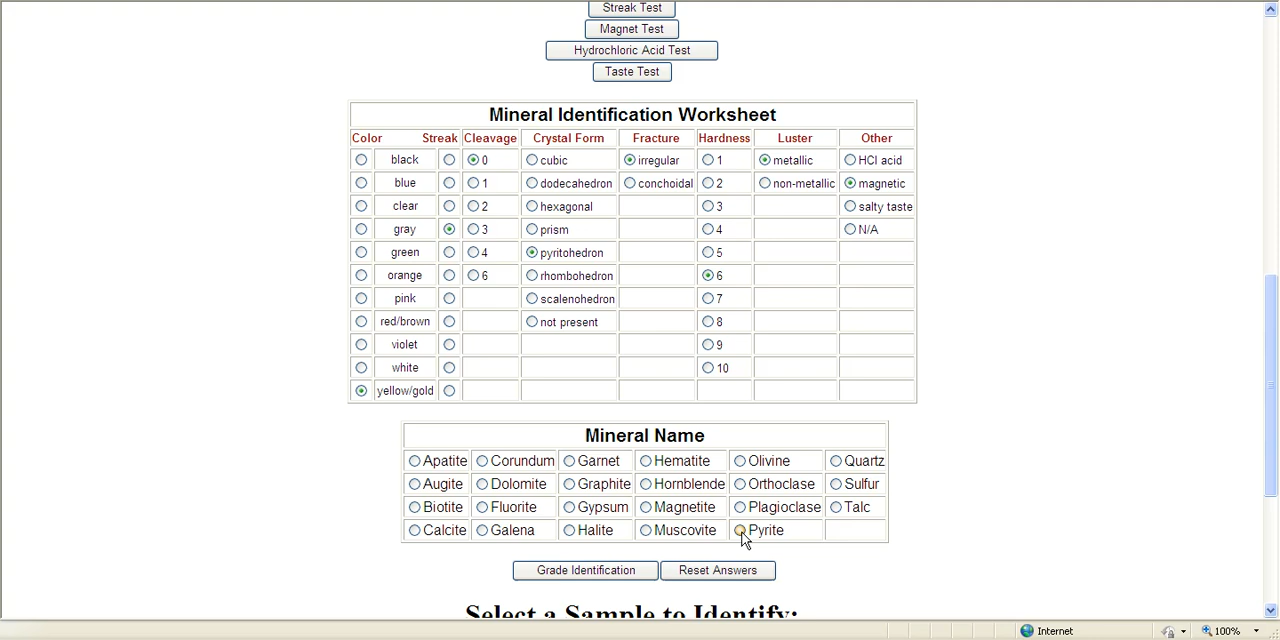 Streak Test
Magnet Test
Hydrochloric Acid Test
Taste Test
Mineral Identification Worksheet
Color Streak Cleavage Crystal Form Fracture Hardness Luster Other
black 0 cubic irregular 1 metallic HCl acid
blue 1 dodecahedron conchoidal 2 non-metallic magnetic
clear 2 hexagonal 3 salty taste
gray 3 prism 4 N/A
green 4 pyritohedron 5
orange 6 rhombohedron 6
pink scalenohedron 7
red/brown not present 8
violet 9
white 10
yellow/gold
Mineral Name
Apatite Corundum Garnet Hematite Olivine Quartz
Augite Dolomite Graphite Hornblende Orthoclase Sulfur
Biotite Fluorite Gypsum Magnetite Plagioclase Talc
Calcite Galena Halite Muscovite Pyrite
Grade Identification Reset Answers
Select a Sample to Identify:
Internet 100%